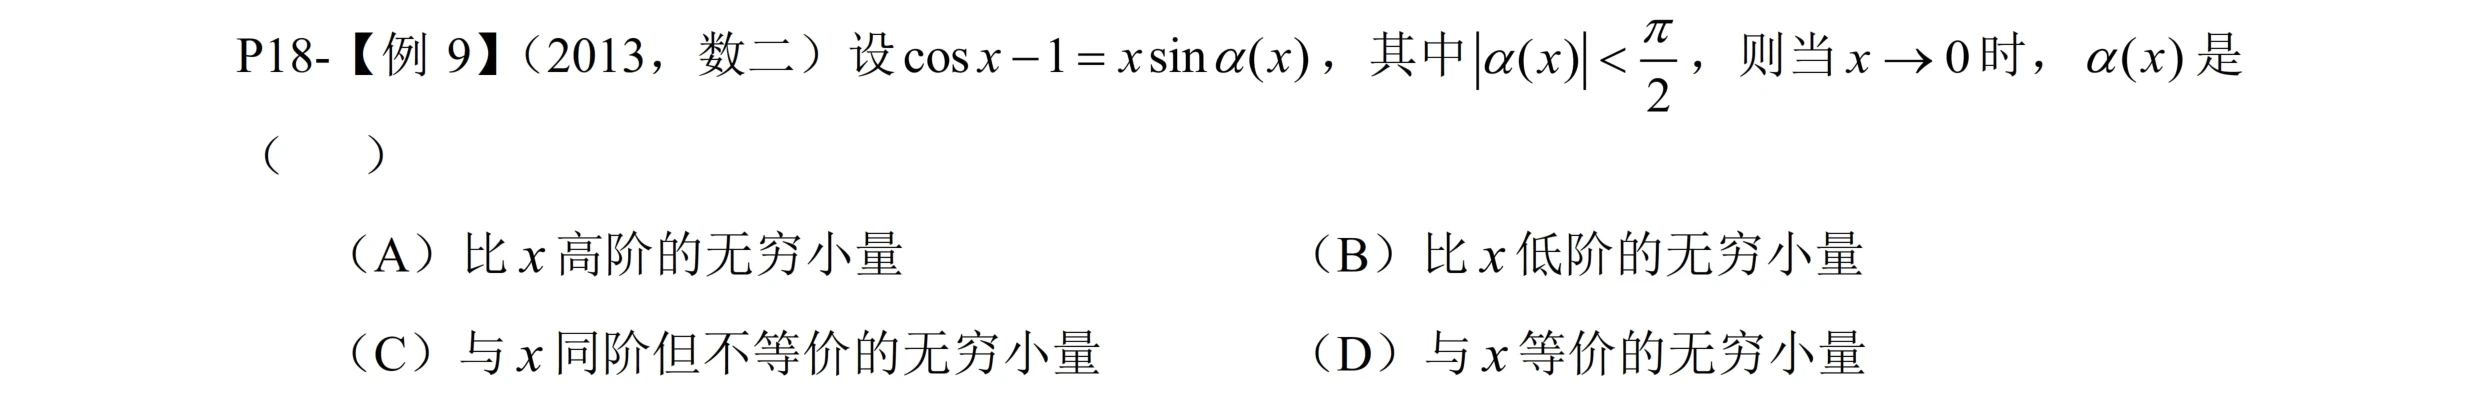 P18-【例 9】（2013，数二）设 $\cos x - 1 = x \sin \alpha(x)$，其中 $|\alpha(x)| < \frac{\pi}{2}$，则当 $x \to 0$ 时，$\alpha(x)$ 是
（ ）
（A）比 $x$ 高阶的无穷小量 （B）比 $x$ 低阶的无穷小量
（C）与 $x$ 同阶但不等价的无穷小量 （D）与 $x$ 等价的无穷小量